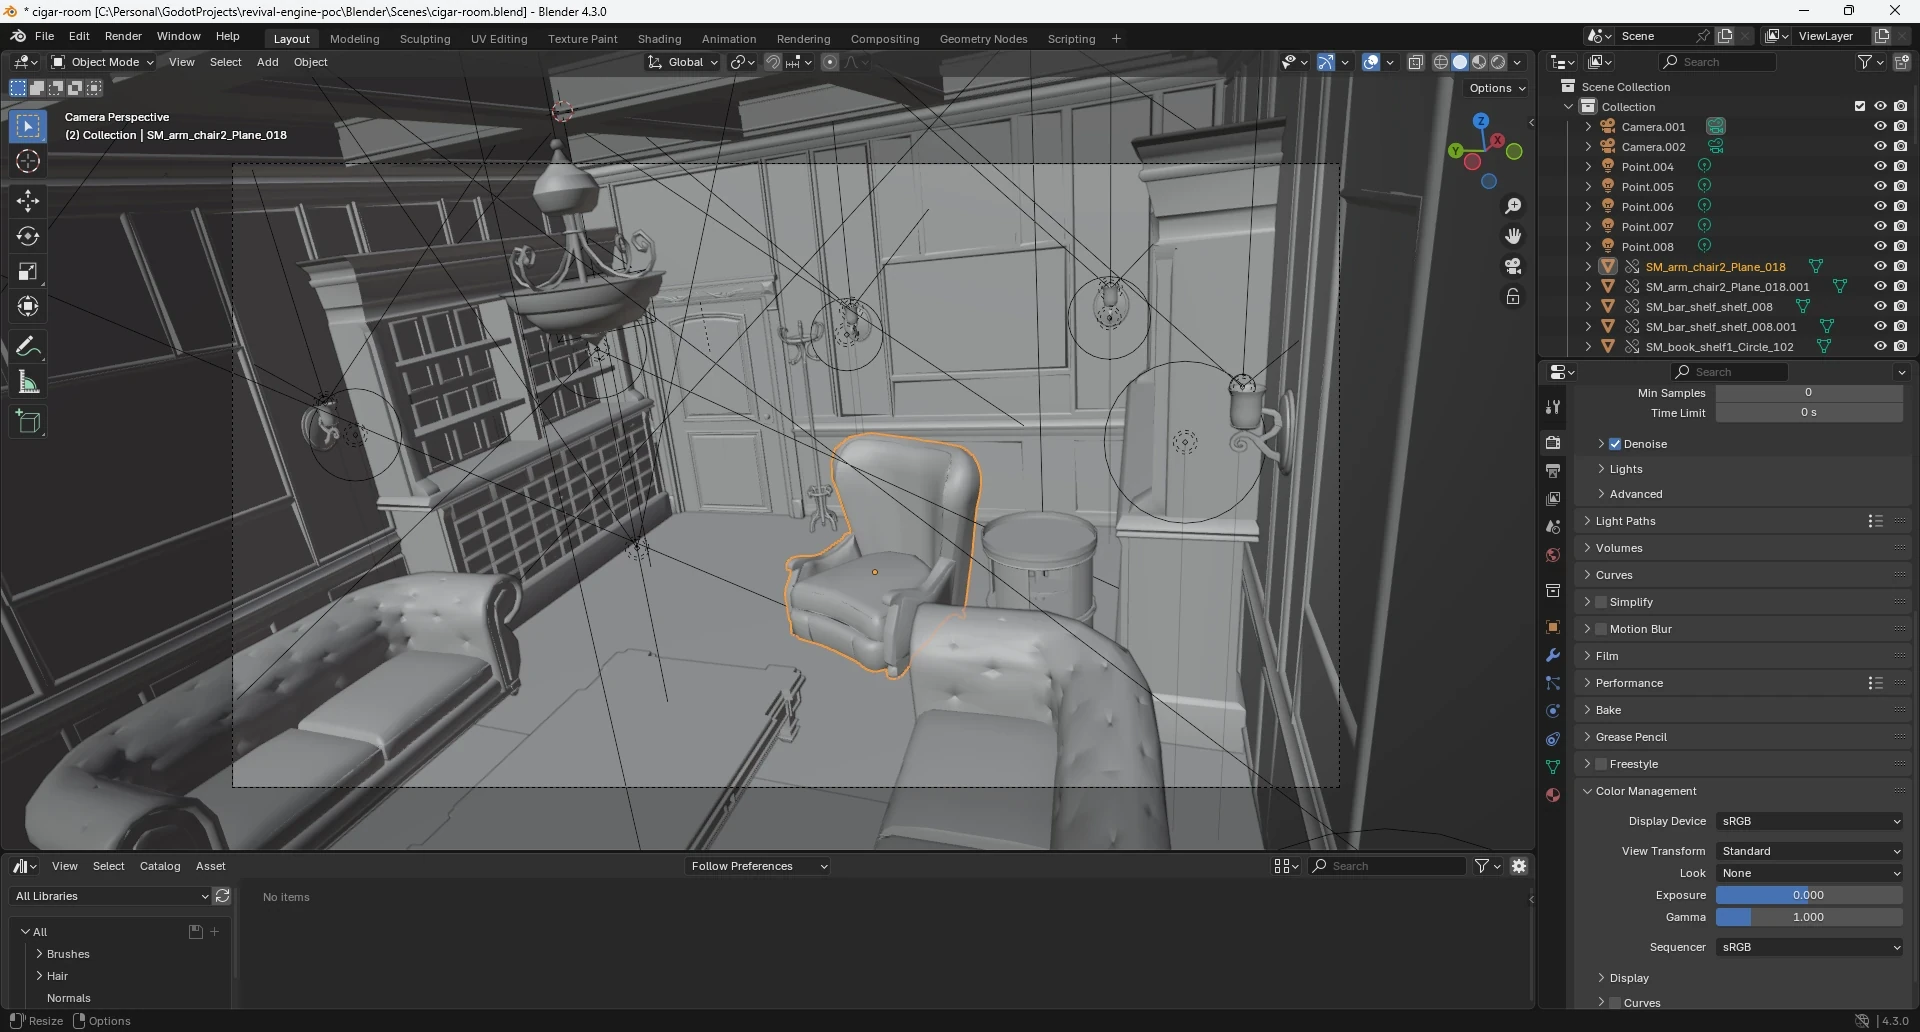 * cigar-room [C:\Personal\GodotProjects\revival-engine-poc\Blender\Scenes\cigar-room.blend] - Blender 4.3.0
File Edit Render Window Help Layout Modeling Sculpting UV Editing Texture Paint Shading Animation Rendering Compositing Geometry Nodes Scripting + Scene ViewLayer
Object Mode View Select Add Object Global Search
Options
Camera Perspective
(2) Collection | SM_arm_chair2_Plane_018
Z
X
Y
Scene Collection
Collection
Camera.001
Camera.002
Point.004
Point.005
Point.006
Point.007
Point.008
SM_arm_chair2_Plane_018
SM_arm_chair2_Plane_018.001
SM_bar_shelf_shelf_008
SM_bar_shelf_shelf_008.001
SM_book_shelf1_Circle_102
Search
Min Samples 0
Time Limit 0 s
Denoise
Lights
Advanced
Light Paths
Volumes
Curves
Simplify
Motion Blur
Film
Performance
Bake
Grease Pencil
Freestyle
Color Management
Display Device sRGB
View Transform Standard
Look None
Exposure 0.000
Gamma 1.000
Sequencer sRGB
Display
Curves
View Select Catalog Asset Follow Preferences Search
All Libraries
No items
All
Brushes
Hair
Normals
Resize Options 4.3.0